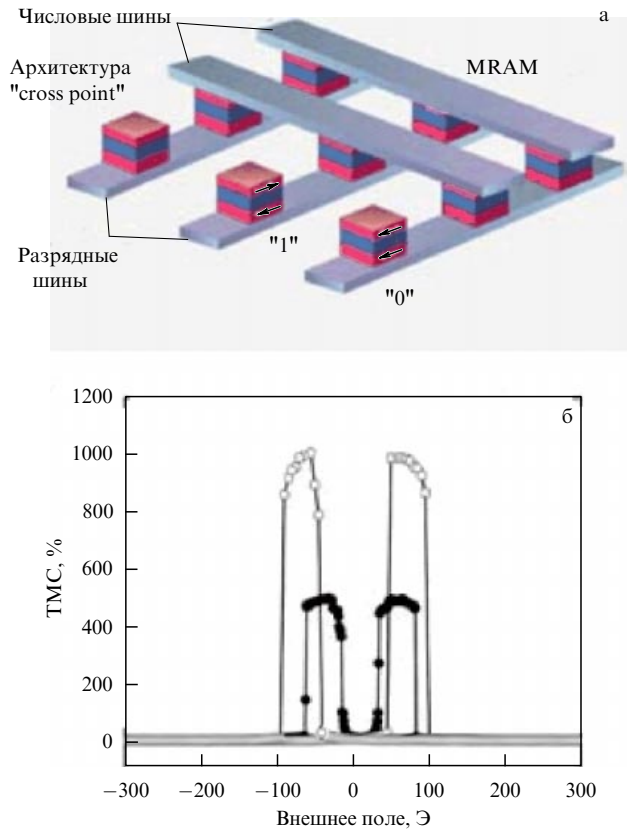 Числовые шины
а
Архитектура
"cross point"
MRAM
Разрядные
шины
"1"
"0"
1200
б
1000
800
600
400
200
0
ТМС, %
−300
−200
−100
0
100
200
300
Внешнее поле, Э